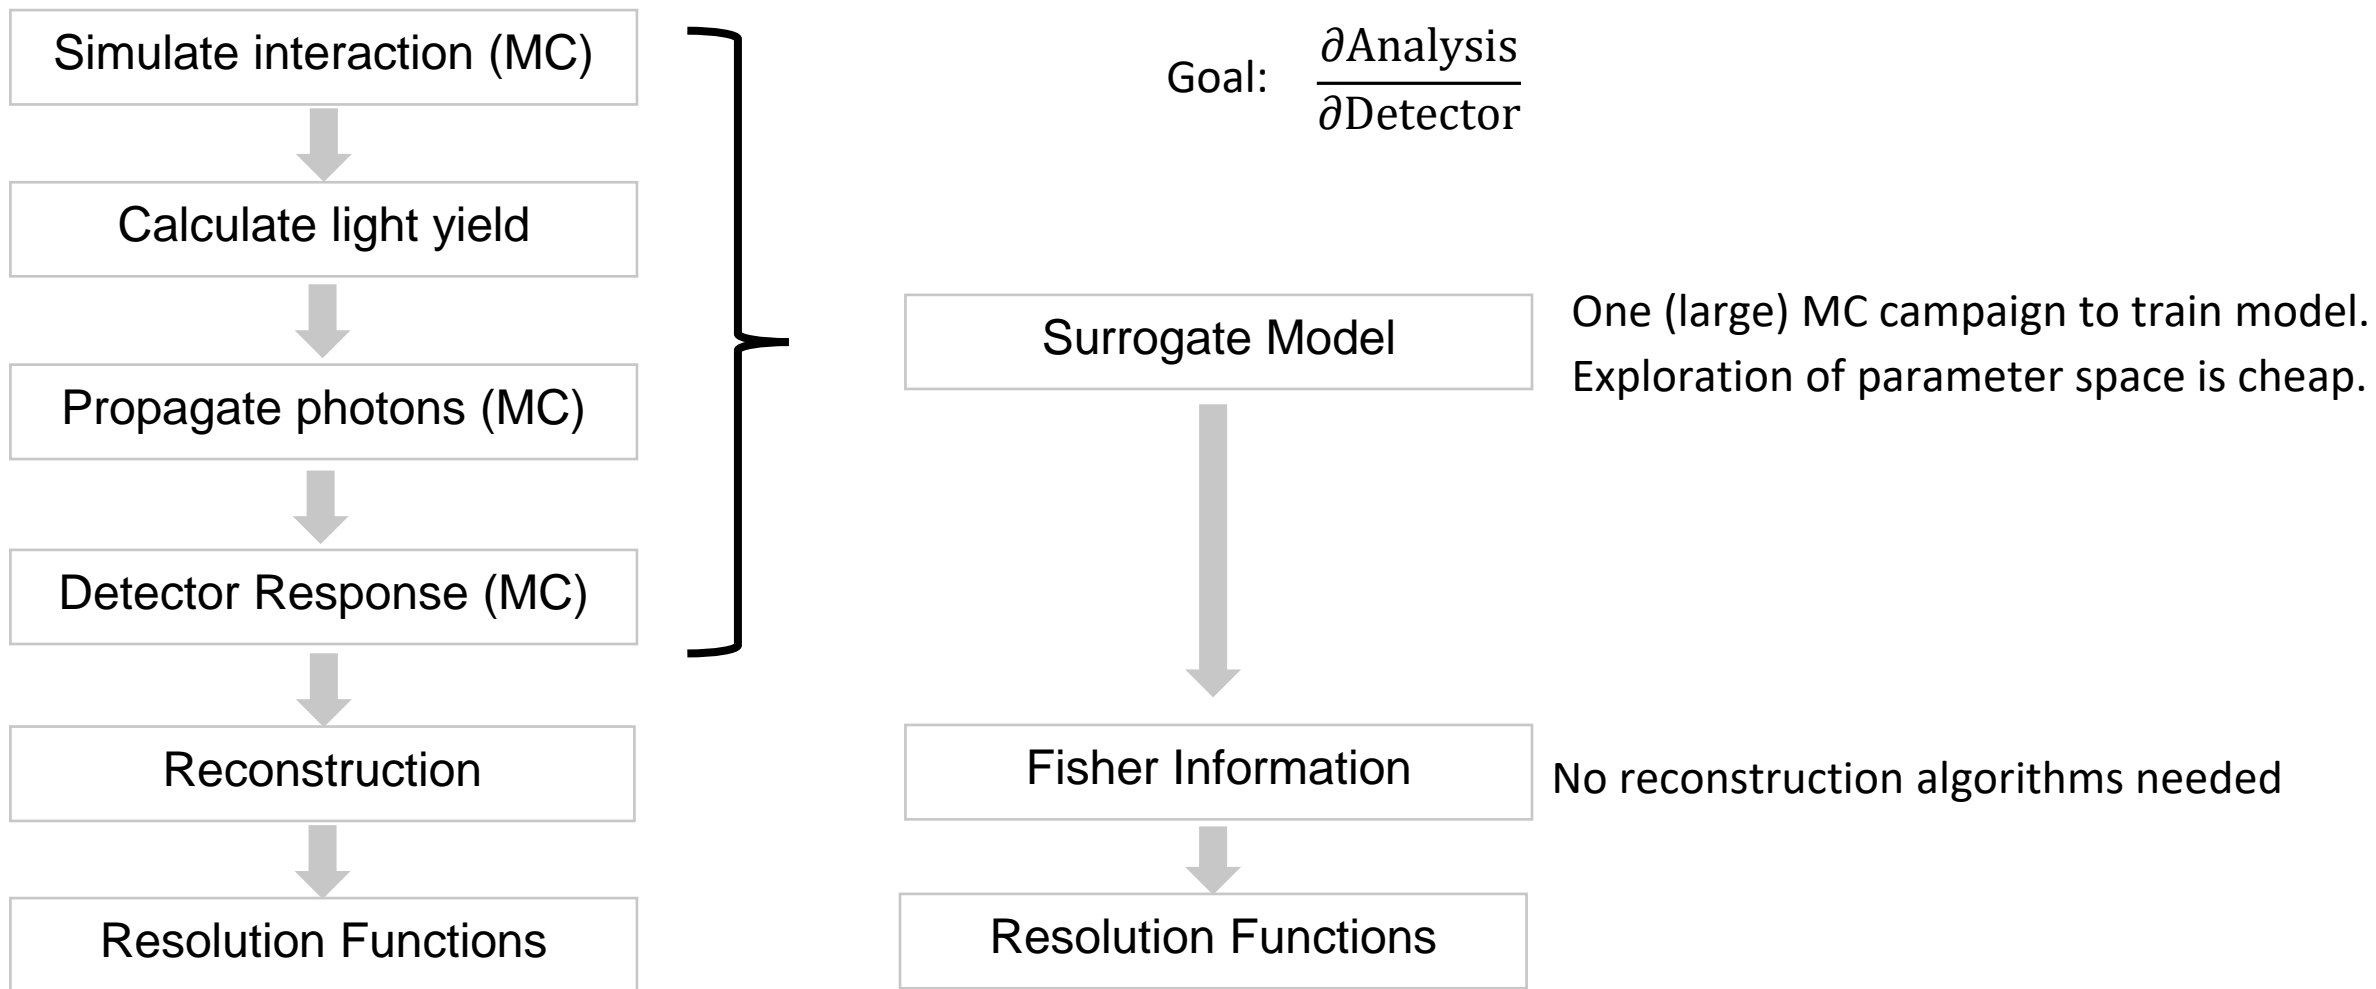 Simulate interaction (MC)
Calculate light yield
Propagate photons (MC)
Detector Response (MC)
Reconstruction
Resolution Functions
Goal:
∂Analysis
∂Detector
Surrogate Model
One (large) MC campaign to train model.
Exploration of parameter space is cheap.
Fisher Information
No reconstruction algorithms needed
Resolution Functions